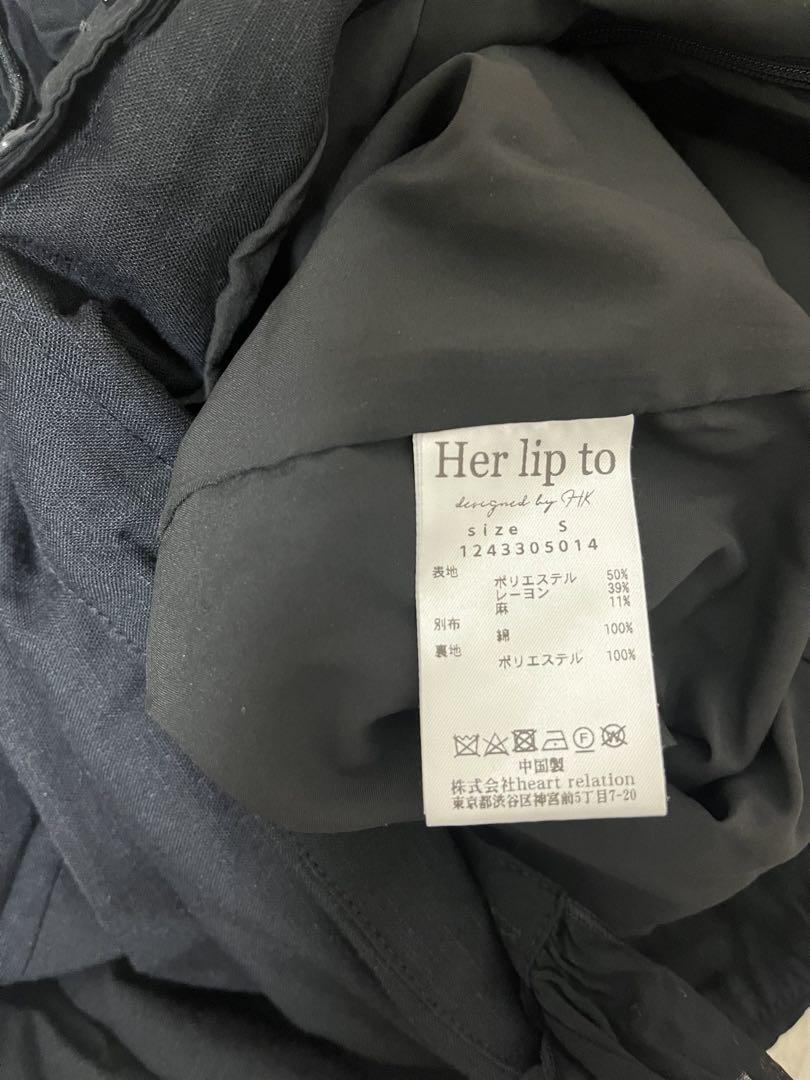 Her lip to
designed by HK
size S
1243305014
表地 ポリエステル 50%
レーヨン 39%
麻 11%
別布 綿 100%
裏地 ポリエステル 100%
F W
中国製
株式会社heart relation
東京都渋谷区神宮前5丁目7-20